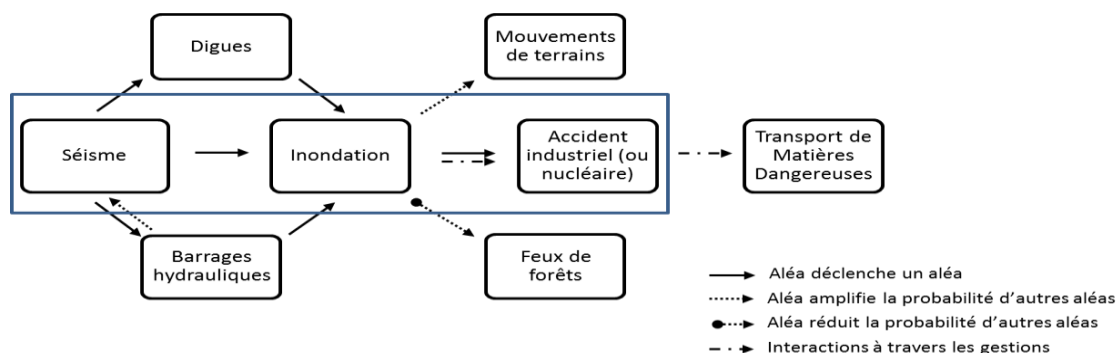 Digues
Mouvements
de terrains
Séisme
Inondation
Accident
industriel (ou
nucléaire)
Transport de
Matières
Dangereuses
Barrages
hydrauliques
Feux de
forêts
Aléa déclenche un aléa
Aléa amplifie la probabilité d'autres aléas
Aléa réduit la probabilité d'autres aléas
Interactions à travers les gestions